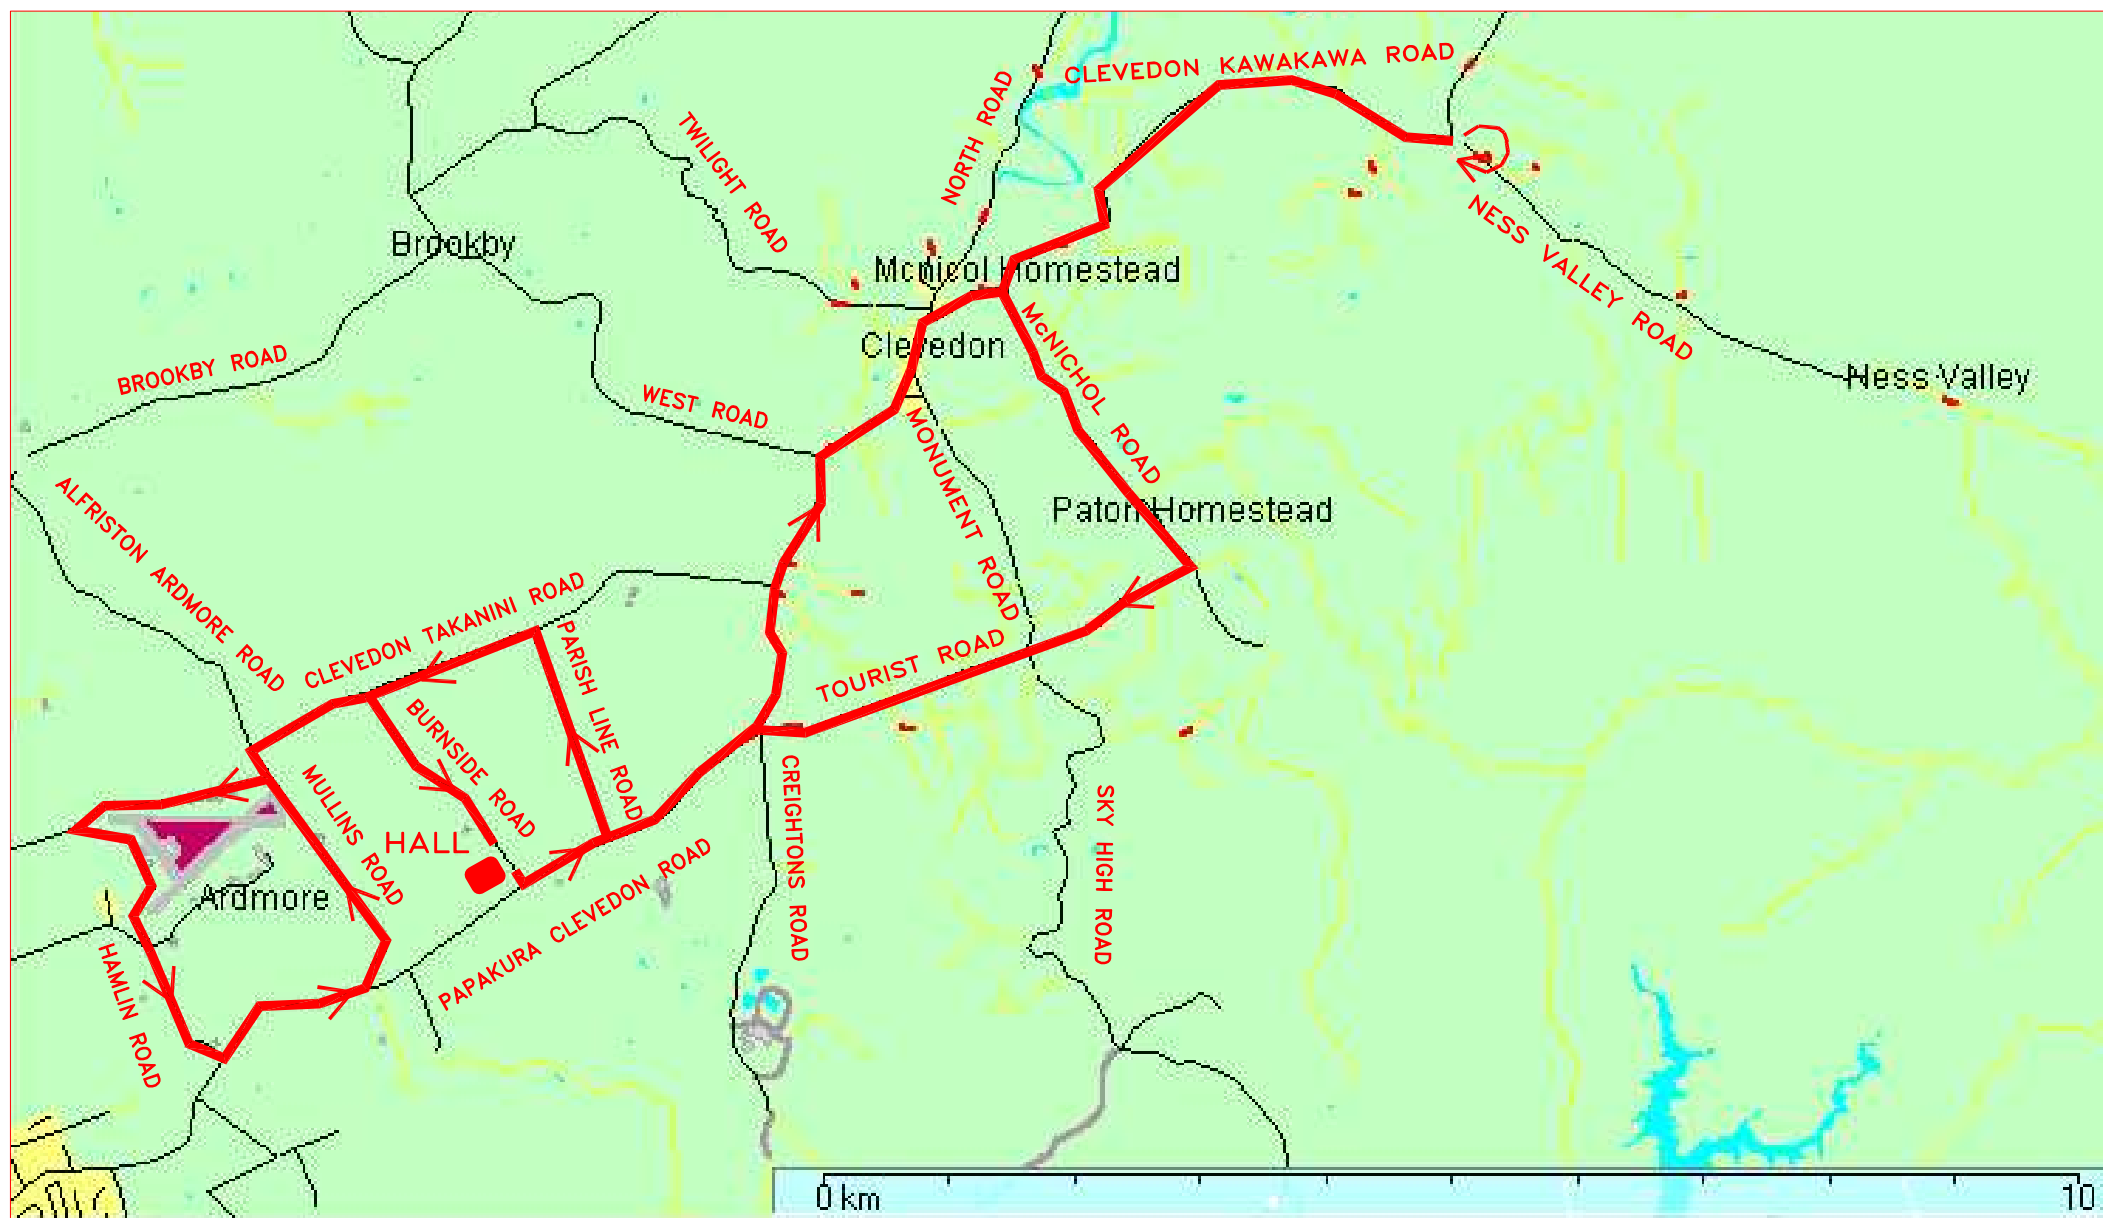 CLEVEDON KAWAKAWA ROAD
NORTH ROAD
TWILIGHT ROAD
NESS VALLEY ROAD
Brookby
Mcnicol Homestead
Clevedon
McNICHOL ROAD
BROOKBY ROAD
WEST ROAD
Ness Valley
MONUMENT ROAD
ALFRISTON ARDMORE ROAD
Paton Homestead
CLEVEDON TAKANINI ROAD
PARISH LINE ROAD
TOURIST ROAD
BURNSIDE ROAD
MULLINS ROAD
HALL
CREIGHTONS ROAD
SKY HIGH ROAD
PAPAKURA CLEVEDON ROAD
Ardmore
HAMLIN ROAD
0 km
10